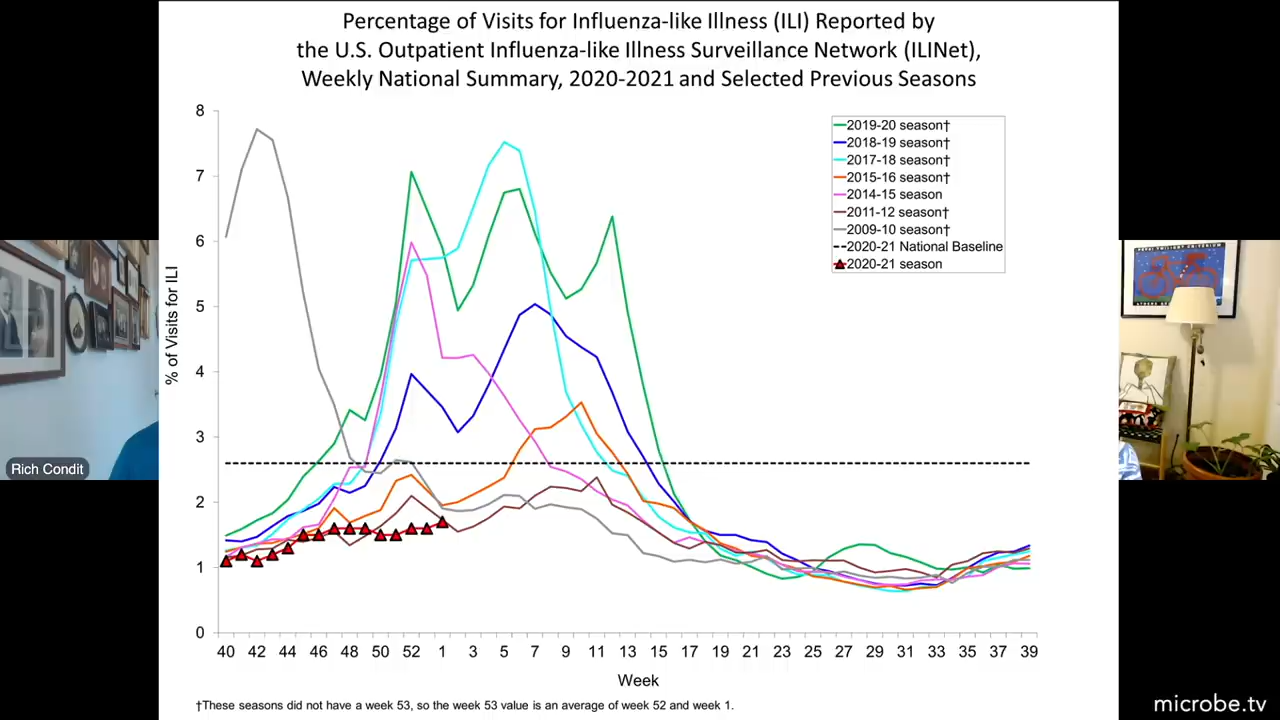 Percentage of Visits for Influenza-like Illness (ILI) Reported by
the U.S. Outpatient Influenza-like Illness Surveillance Network (ILINet),
Weekly National Summary, 2020-2021 and Selected Previous Seasons
% of Visits for ILI
8
7
6
5
4
3
2
1
0
2019-20 season†
2018-19 season†
2017-18 season†
2015-16 season†
2014-15 season
2011-12 season†
2009-10 season†
2020-21 National Baseline
2020-21 season
40 42 44 46 48 50 52 1 3 5 7 9 11 13 15 17 19 21 23 25 27 29 31 33 35 37 39
Week
†These seasons did not have a week 53, so the week 53 value is an average of week 52 and week 1.
Rich Condit
microbe.tv